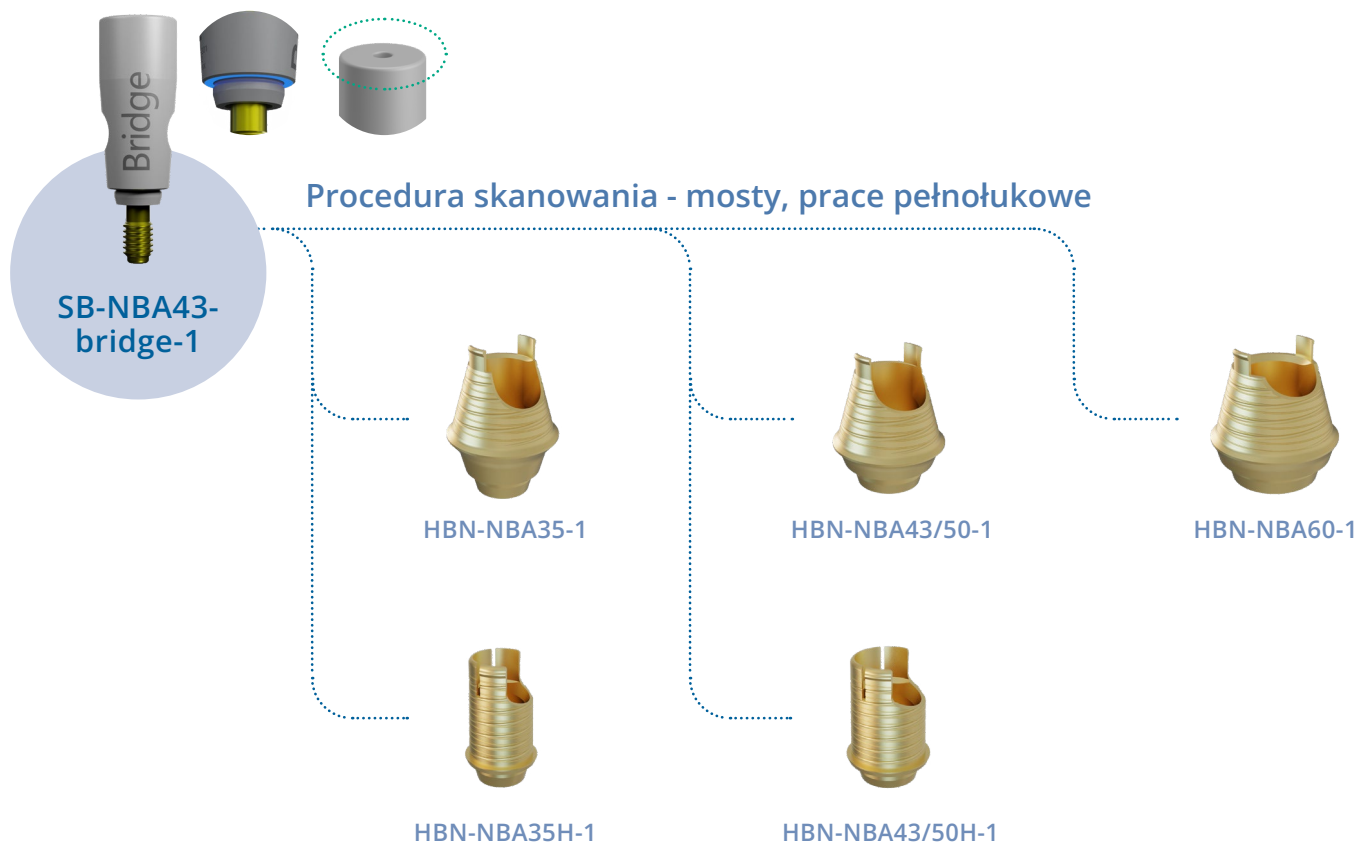 Bridge
Procedura skanowania - mosty, prace pełnołukowe
SB-NBA43-
bridge-1
HBN-NBA35-1
HBN-NBA43/50-1
HBN-NBA60-1
HBN-NBA35H-1
HBN-NBA43/50H-1